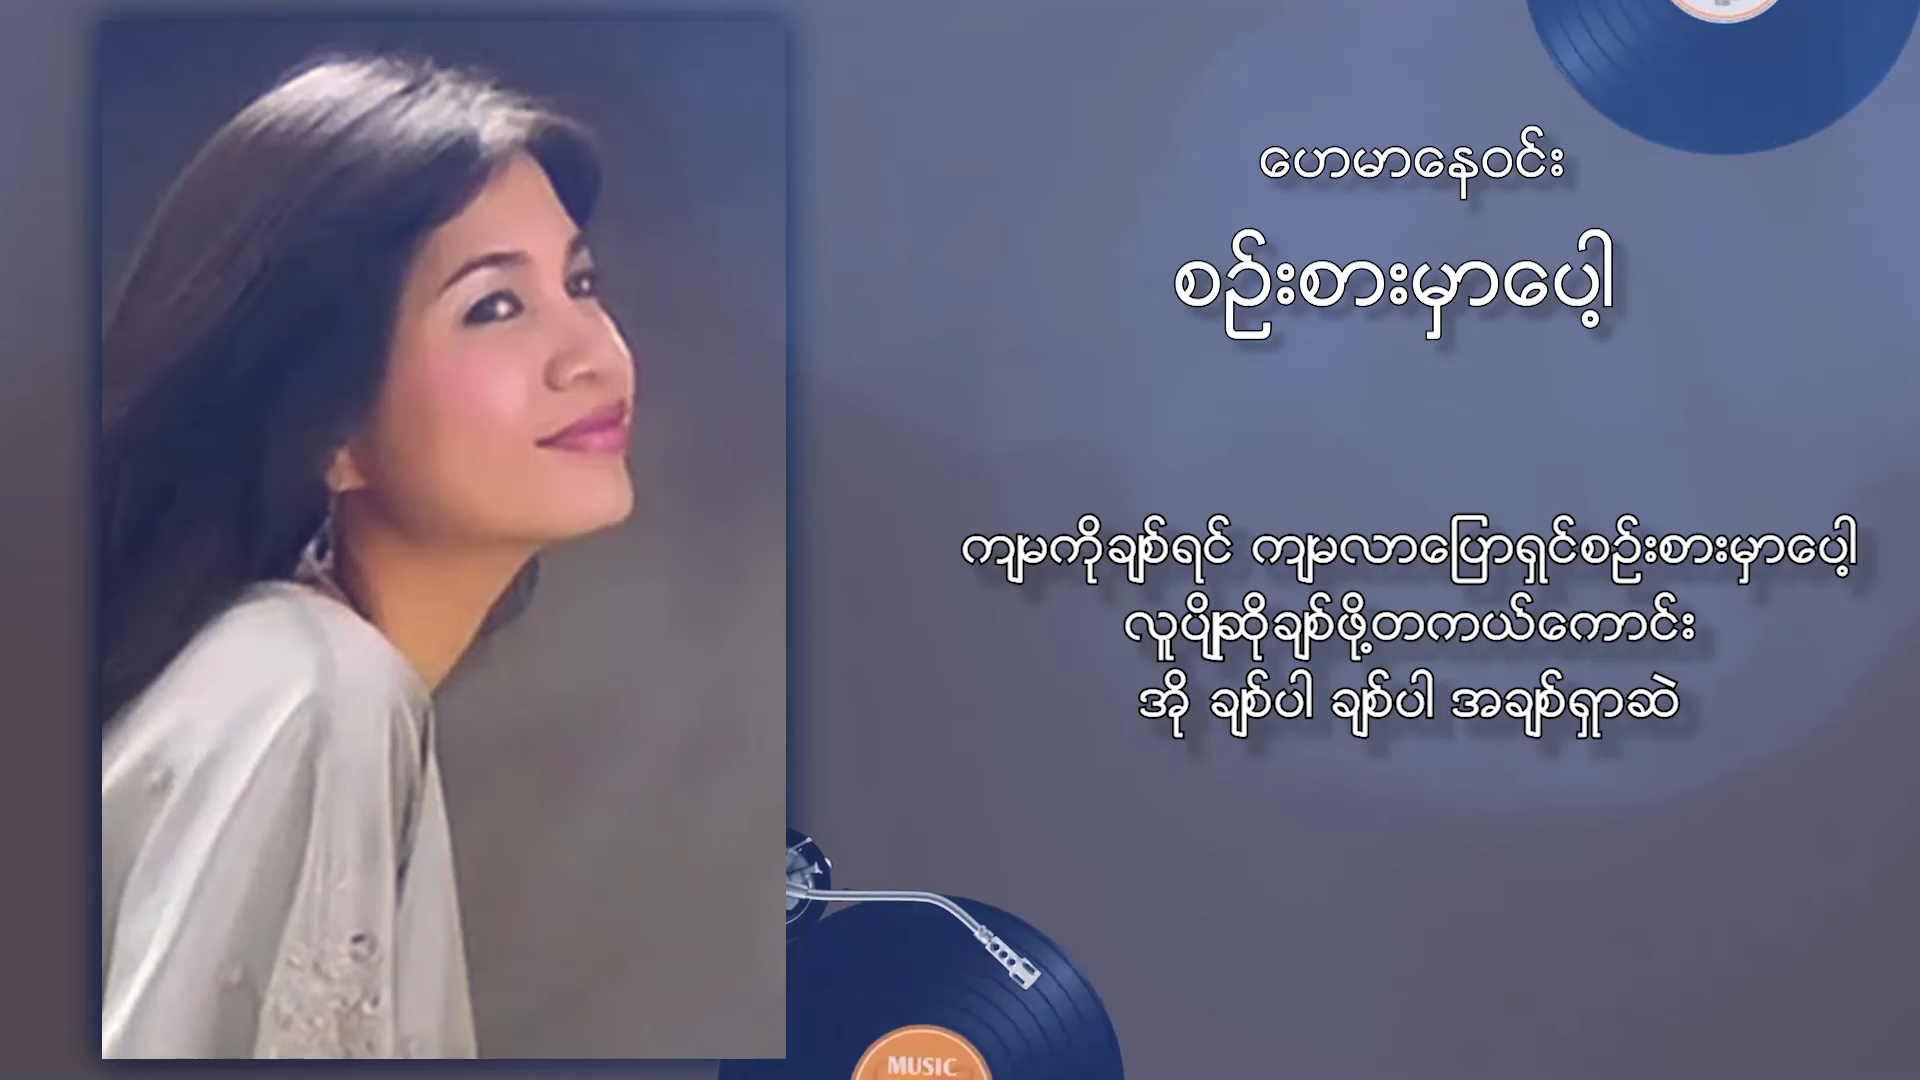 ဟေမာနေဝင်း
စဉ်းစားမှာပေါ့
ကျမကိုချစ်ရင် ကျမလာပြောရှင်စဉ်းစားမှာပေါ့
လူပျိုဆိုချစ်ဖို့တကယ်ကောင်း
အို ချစ်ပါ ချစ်ပါ အချစ်ရှာဆဲ
MUSIC